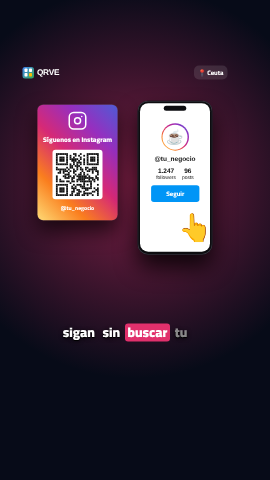 QRVE
📍 Ceuta
Síguenos en Instagram
@tu_negocio
@tu_negocio
1.247 96
followers posts
Seguir
sigan sin buscar tu